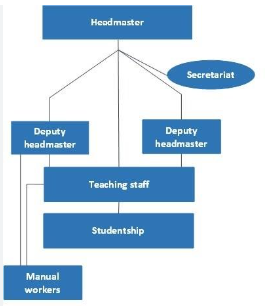 Headmaster
Secretariat
Deputy
headmaster
Deputy
headmaster
Teaching staff
Studentship
Manual
workers